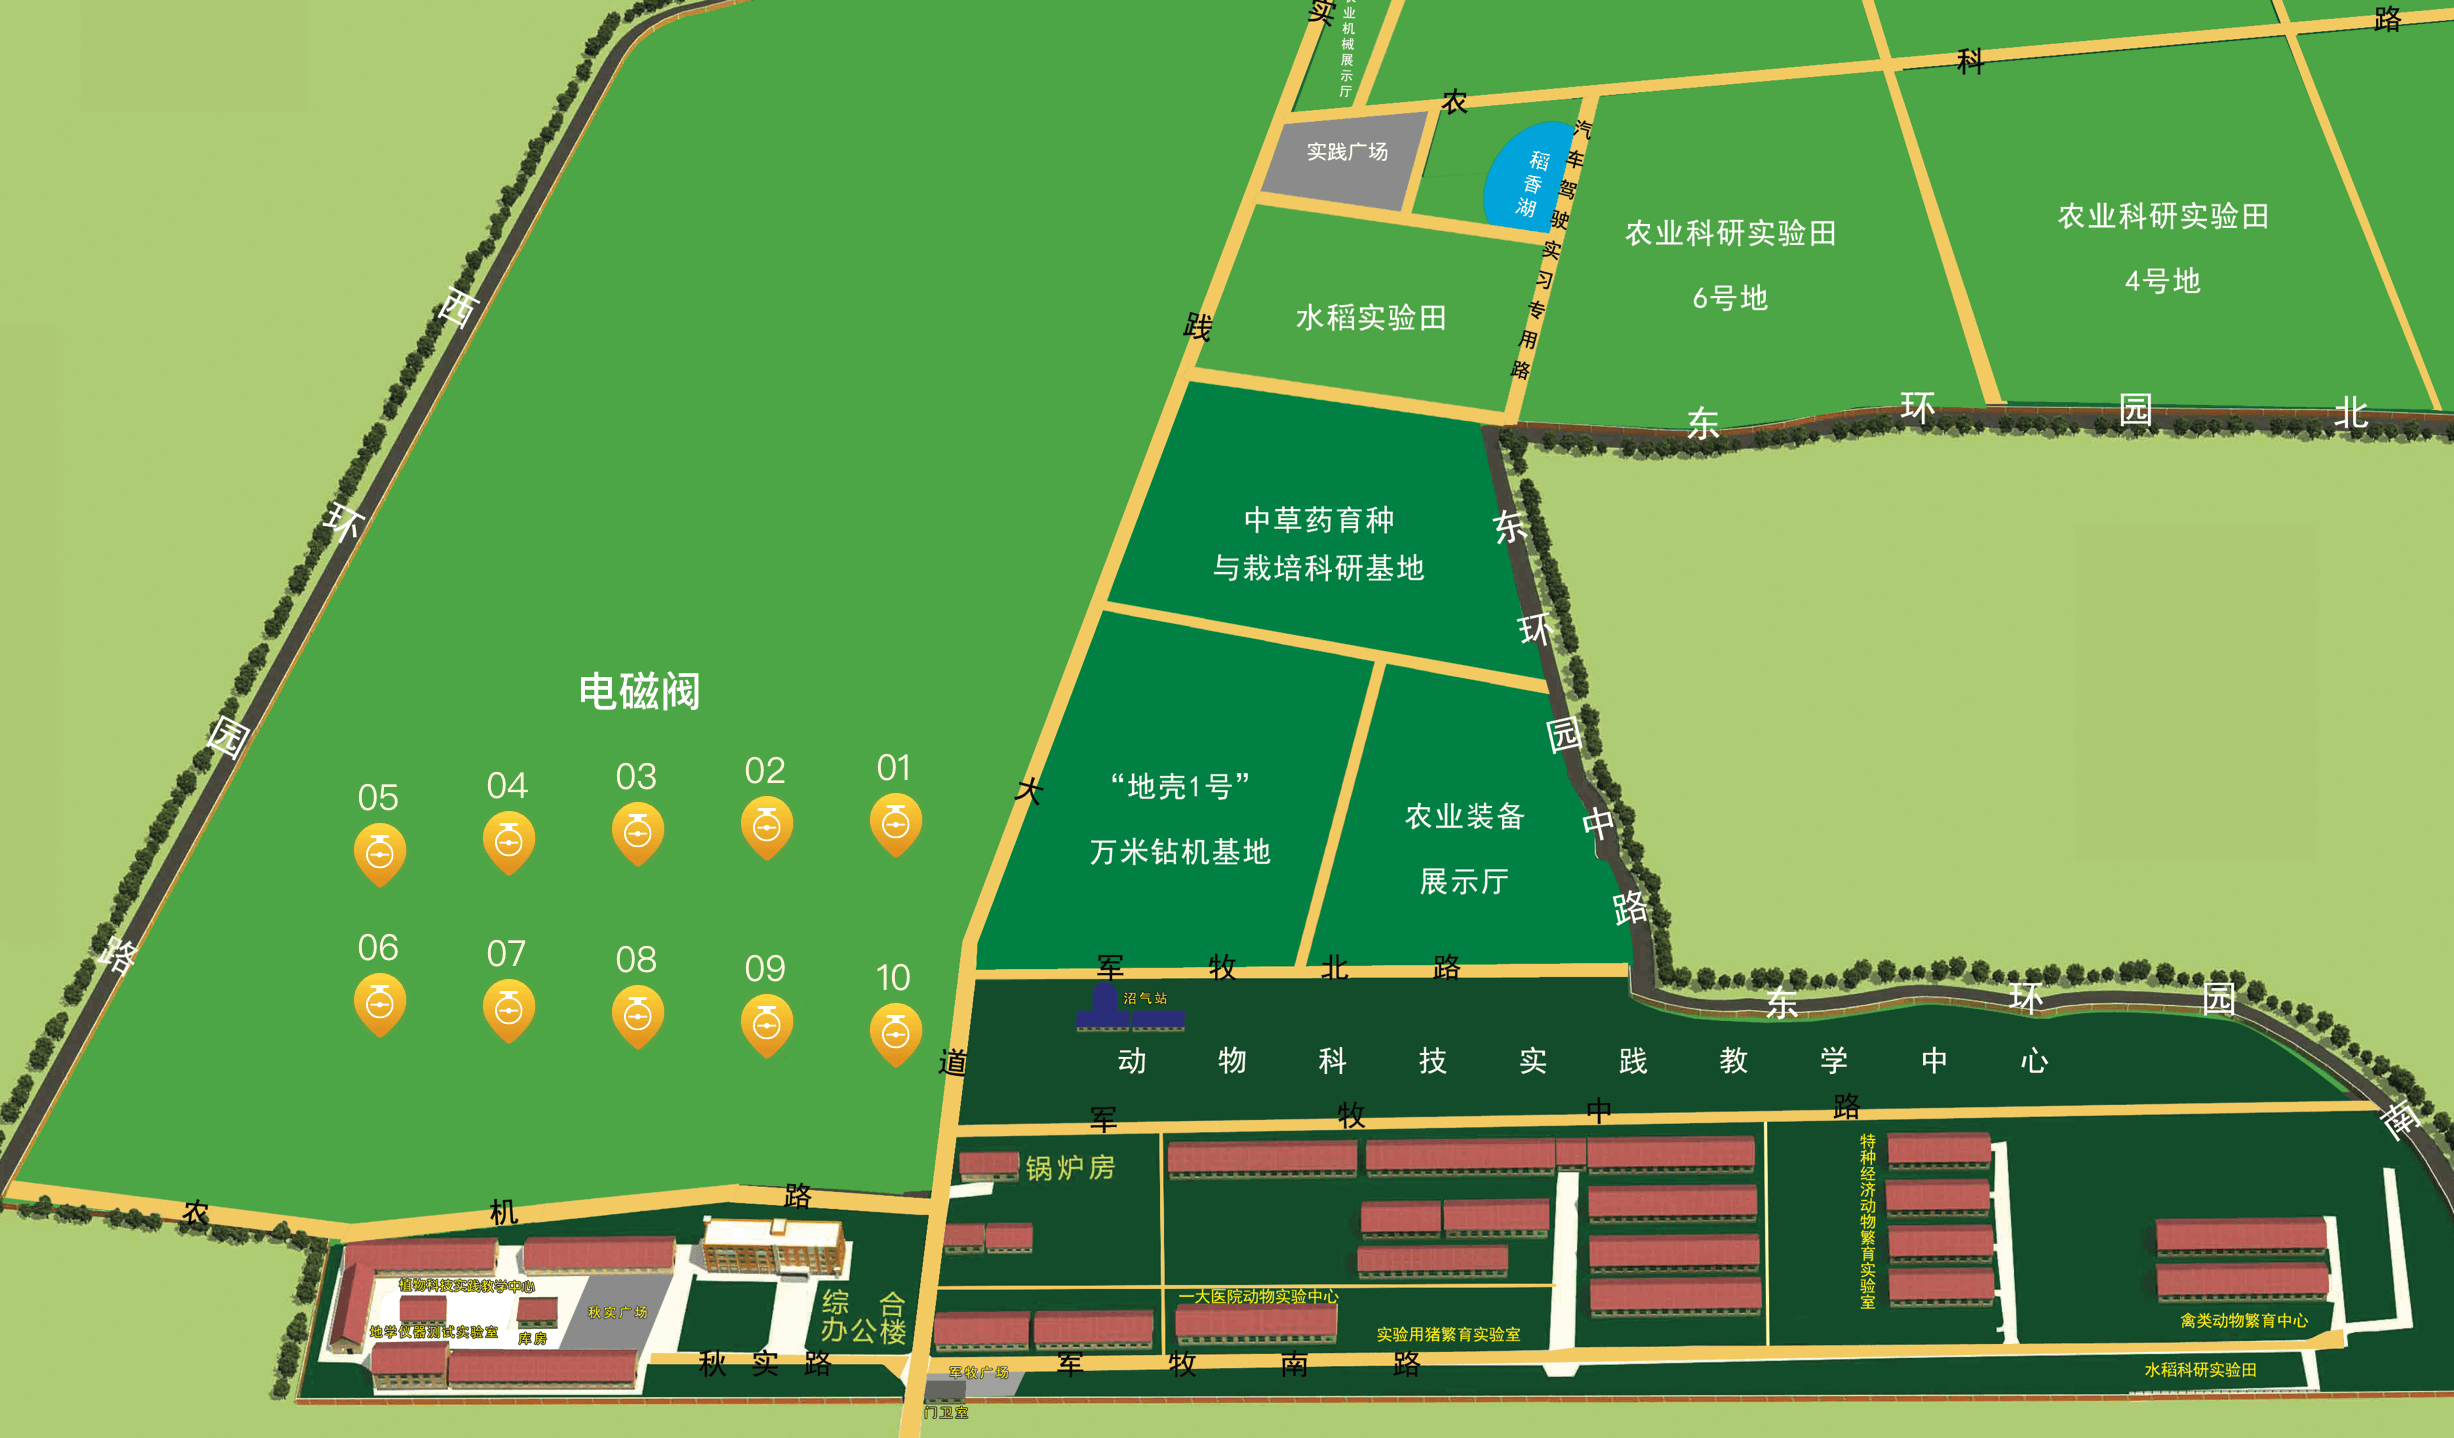 实践大道
农业机械展示厅
农科路
实践广场
稻香湖
汽车驾驶实习专用路
农业科研实验田
6号地
农业科研实验田
4号地
水稻实验田
东环园北
西环园路
中草药育种
与栽培科研基地
东环园中路
电磁阀
05
04
03
02
01
06
07
08
09
10
“地壳1号”
万米钻机基地
农业装备
展示厅
军牧北路
沼气站
东环园南
动物科技实践教学中心
军牧中路
锅炉房
特种经济动物繁育实验室
农机路
植物科技实践教学中心
秋实广场
地学仪器测试实验室
库房
综合
办公楼
一大医院动物实验中心
实验用猪繁育实验室
禽类动物繁育中心
秋实路
军牧广场
军牧南路
水稻科研实验田
门卫室